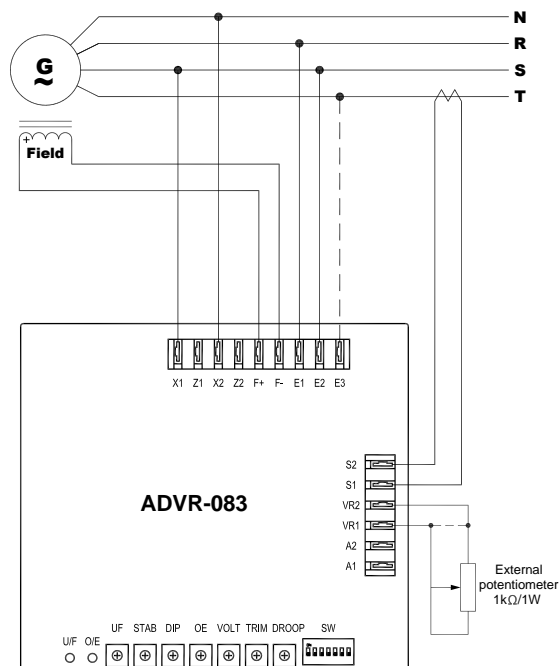 N
R
G
~
S
T
+
Field
X1 Z1 X2 Z2 F+ F- E1 E2 E3
S2
S1
ADVR-083
VR2
VR1
A2
A1
External
potentiometer
1kΩ/1W
UF STAB DIP OE VOLT TRIM DROOP SW
U/F O/E